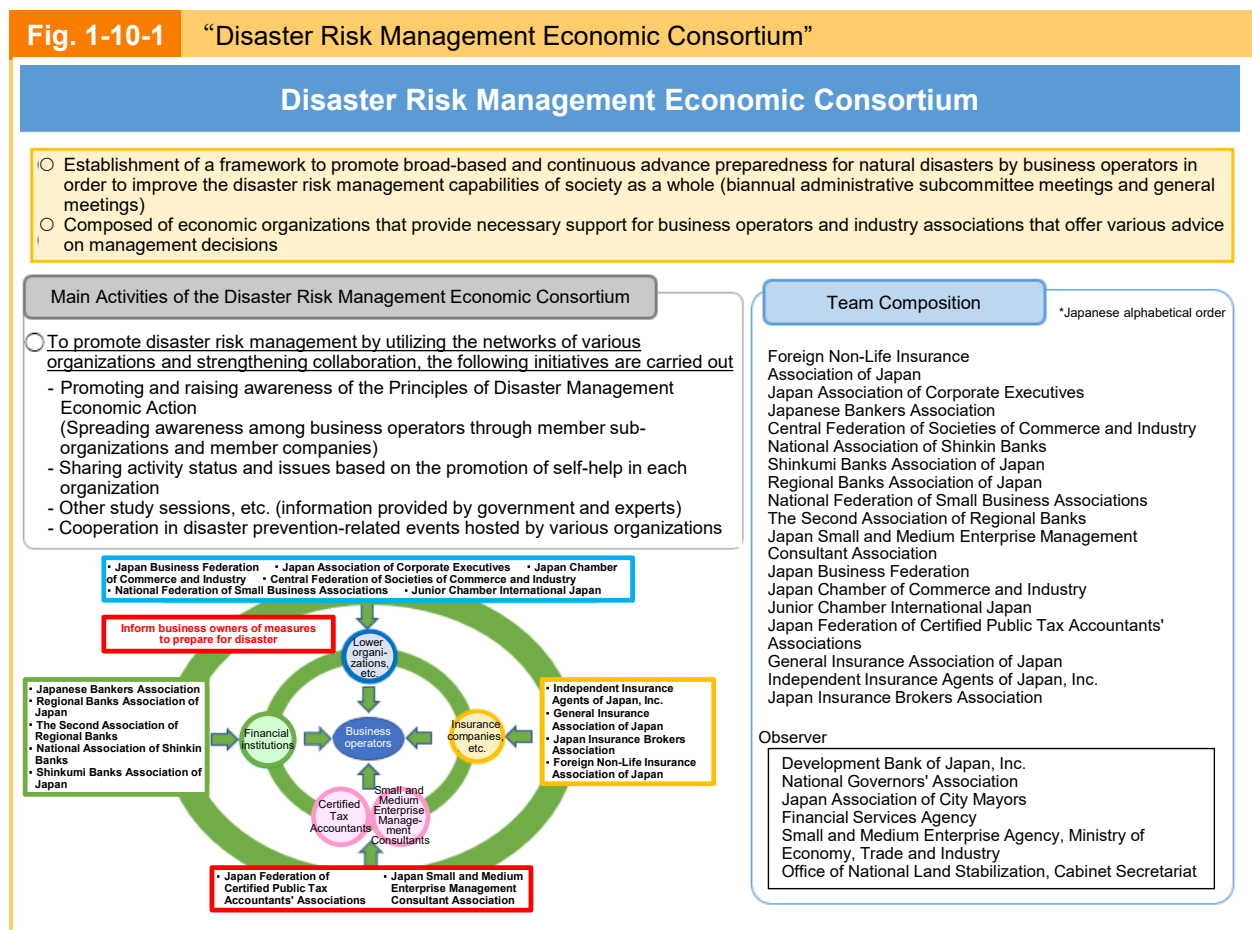 Fig. 1-10-1 “Disaster Risk Management Economic Consortium”
Disaster Risk Management Economic Consortium
○ Establishment of a framework to promote broad-based and continuous advance preparedness for natural disasters by business operators in
order to improve the disaster risk management capabilities of society as a whole (biannual administrative subcommittee meetings and general
meetings)
○ Composed of economic organizations that provide necessary support for business operators and industry associations that offer various advice
on management decisions
Main Activities of the Disaster Risk Management Economic Consortium
○ To promote disaster risk management by utilizing the networks of various
organizations and strengthening collaboration, the following initiatives are carried out
- Promoting and raising awareness of the Principles of Disaster Management
Economic Action
(Spreading awareness among business operators through member sub-
organizations and member companies)
- Sharing activity status and issues based on the promotion of self-help in each
organization
- Other study sessions, etc. (information provided by government and experts)
- Cooperation in disaster prevention-related events hosted by various organizations
・Japan Business Federation ・Japan Association of Corporate Executives ・Japan Chamber
of Commerce and Industry ・Central Federation of Societies of Commerce and Industry
・National Federation of Small Business Associations ・Junior Chamber International Japan
Inform business owners of measures
to prepare for disaster
Lower
organi-
zations,
etc.
・Japanese Bankers Association
・Regional Banks Association of
Japan
・The Second Association of
Regional Banks
・National Association of Shinkin
Banks
・Shinkumi Banks Association of
Japan
Financial
institutions
Business
operators
Insurance
companies,
etc.
・Independent Insurance
Agents of Japan, Inc.
・General Insurance
Association of Japan
・Japan Insurance Brokers
Association
・Foreign Non-Life Insurance
Association of Japan
Certified
Tax
Accountants
Small and
Medium
Enterprise
Manage-
ment
Consultants
・Japan Federation of
Certified Public Tax
Accountants' Associations
・Japan Small and Medium
Enterprise Management
Consultant Association
Team Composition
*Japanese alphabetical order
Foreign Non-Life Insurance
Association of Japan
Japan Association of Corporate Executives
Japanese Bankers Association
Central Federation of Societies of Commerce and Industry
National Association of Shinkin Banks
Shinkumi Banks Association of Japan
Regional Banks Association of Japan
National Federation of Small Business Associations
The Second Association of Regional Banks
Japan Small and Medium Enterprise Management
Consultant Association
Japan Business Federation
Japan Chamber of Commerce and Industry
Junior Chamber International Japan
Japan Federation of Certified Public Tax Accountants'
Associations
General Insurance Association of Japan
Independent Insurance Agents of Japan, Inc.
Japan Insurance Brokers Association
Observer
Development Bank of Japan, Inc.
National Governors' Association
Japan Association of City Mayors
Financial Services Agency
Small and Medium Enterprise Agency, Ministry of
Economy, Trade and Industry
Office of National Land Stabilization, Cabinet Secretariat